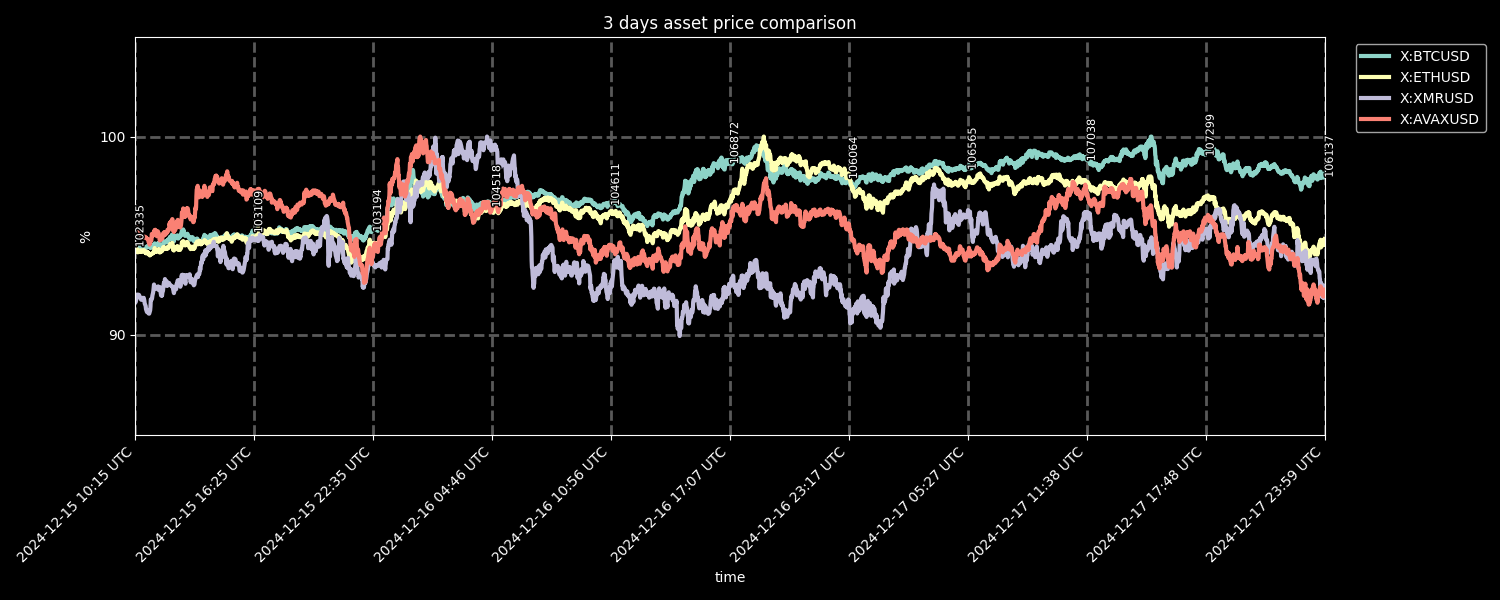 3 days asset price comparison
X:BTCUSD
X:ETHUSD
X:XMRUSD
X:AVAXUSD
100
90
%
102335
103109
103194
104518
104611
106872
106064
106565
107038
107299
106137
2024-12-15 10:15 UTC
2024-12-15 16:25 UTC
2024-12-15 22:35 UTC
2024-12-16 04:46 UTC
2024-12-16 10:56 UTC
2024-12-16 17:07 UTC
2024-12-16 23:17 UTC
2024-12-17 05:27 UTC
2024-12-17 11:38 UTC
2024-12-17 17:48 UTC
2024-12-17 23:59 UTC
time